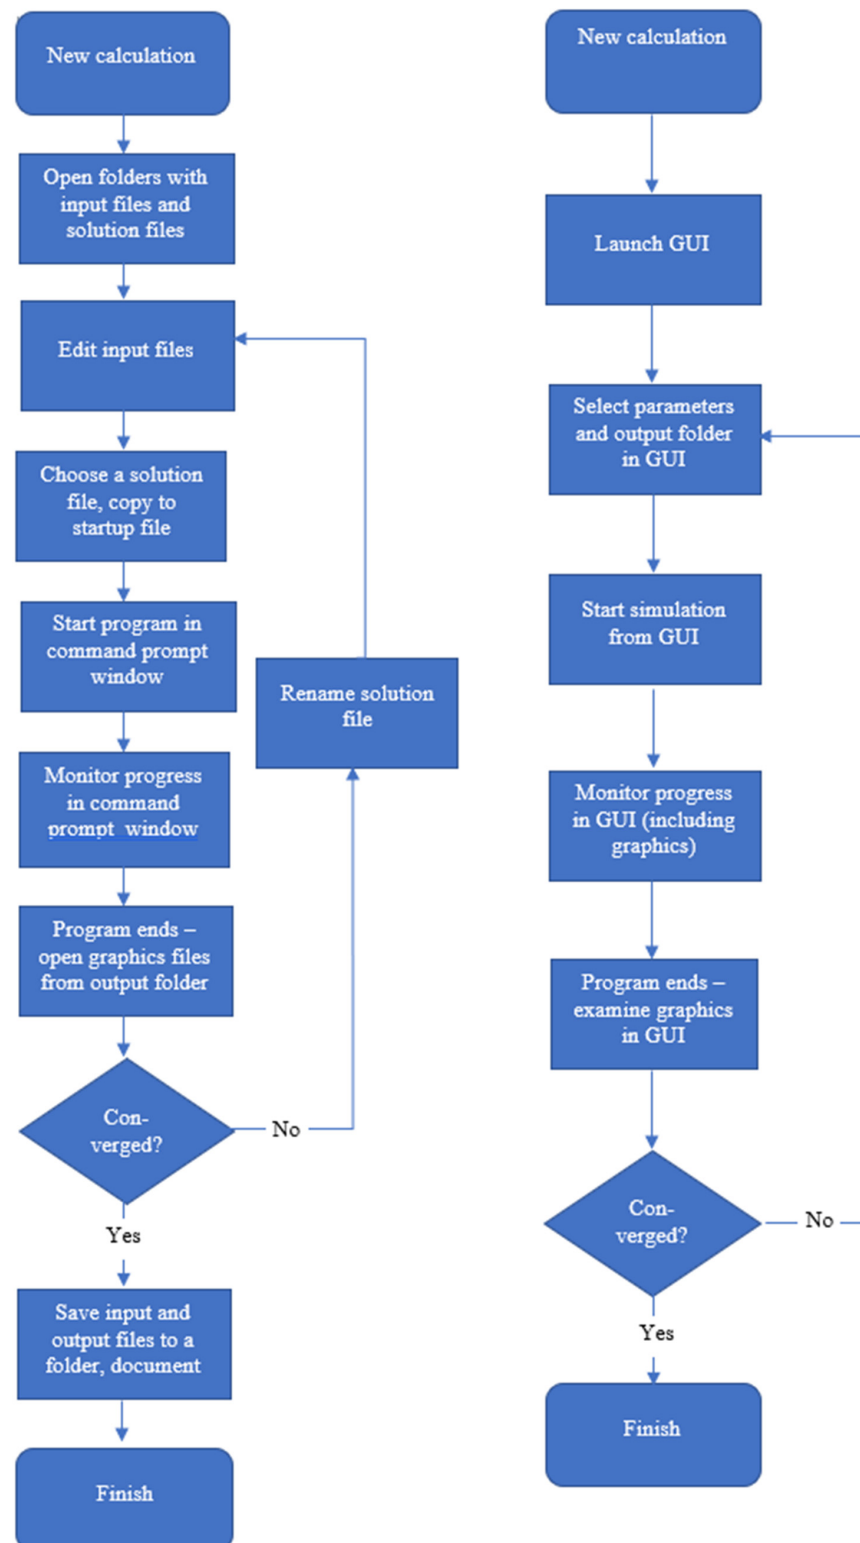 New calculation
Open folders with
input files and
solution files
Edit input files
Choose a solution
file, copy to
startup file
Start program in
command prompt
window
Rename solution
file
Monitor progress
in command
prompt window
Program ends –
open graphics files
from output folder
Con-
verged?
No
Yes
Save input and
output files to a
folder, document
Finish
New calculation
Launch GUI
Select parameters
and output folder
in GUI
Start simulation
from GUI
Monitor progress
in GUI (including
graphics)
Program ends –
examine graphics
in GUI
Con-
verged?
No
Yes
Finish